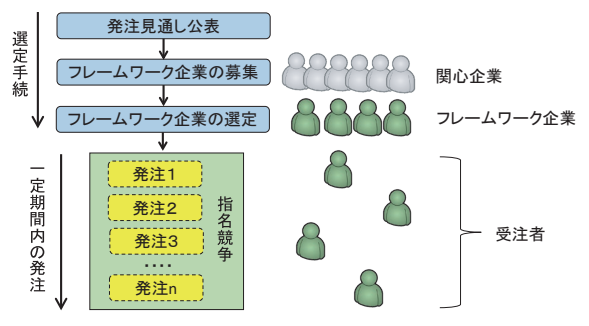 選定手続
発注見通し公表
フレームワーク企業の募集
関心企業
フレームワーク企業の選定
フレームワーク企業
一定期間内の発注
発注1
発注2
発注3
‥‥
発注n
指名競争
受注者